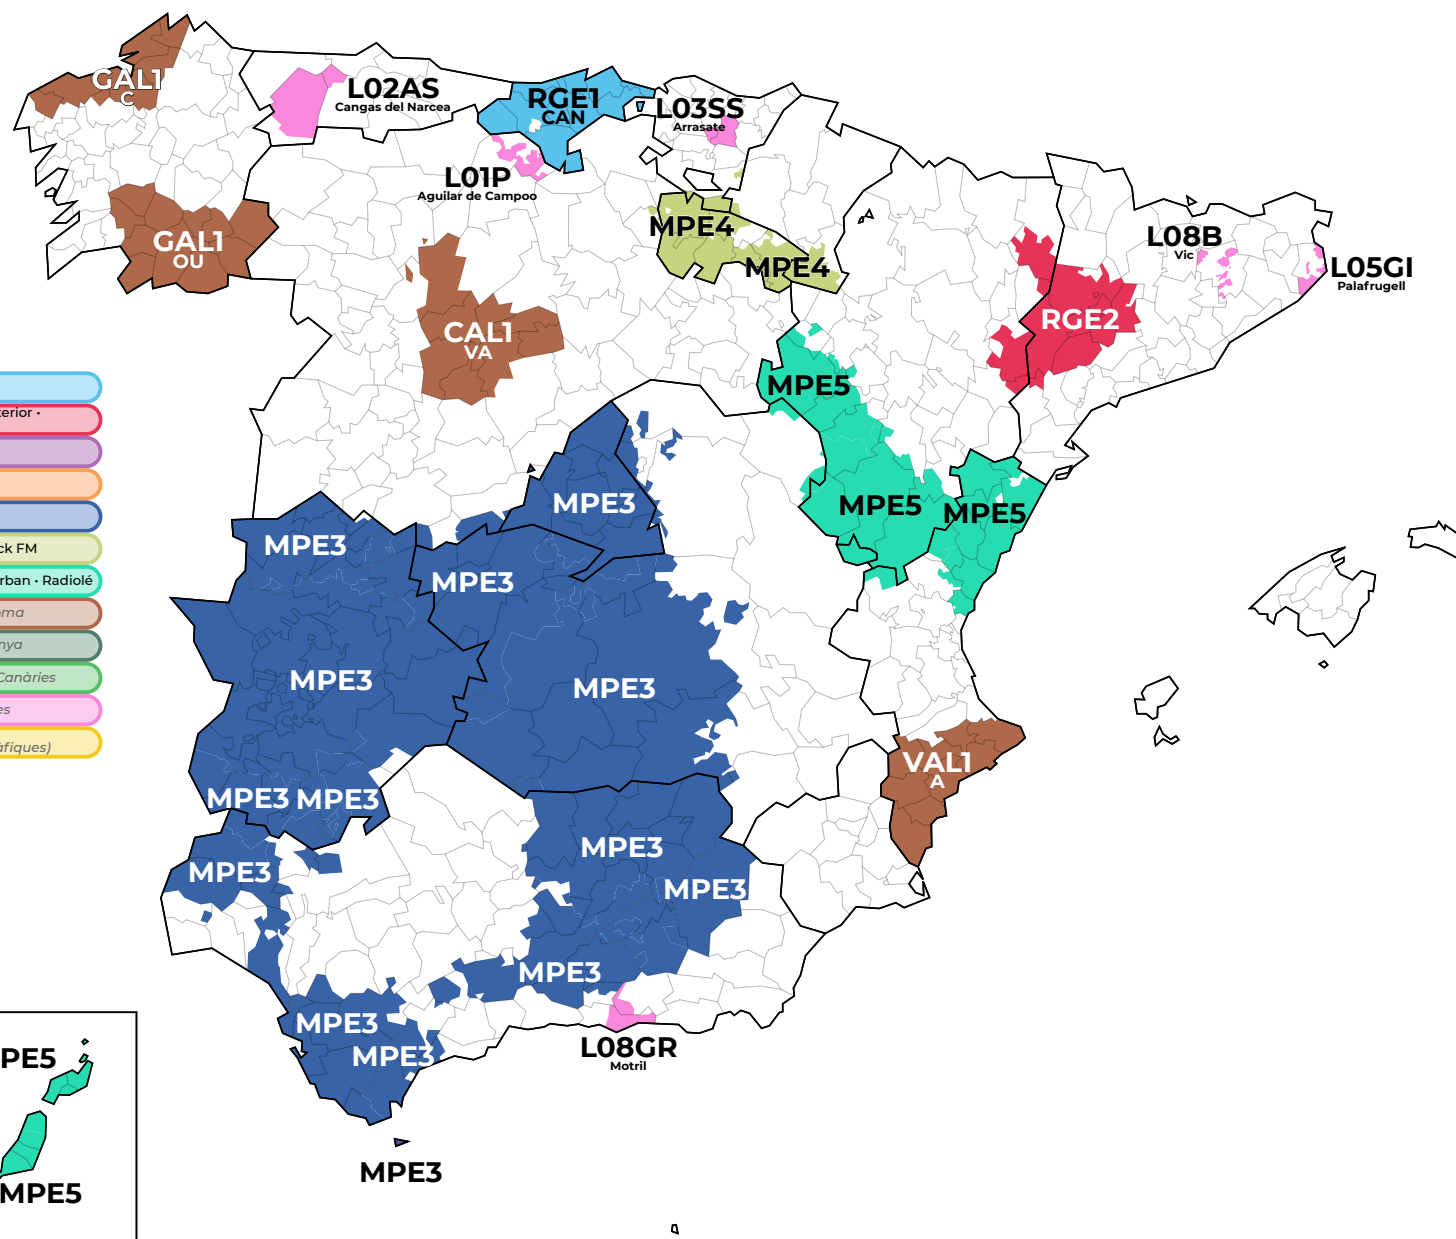 GAL1
C
L02AS
Cangas del Narcea
RGE1
CAN
L03SS
Arrasate
L01P
Aguilar de Campoo
GAL1
OU
MPE4
MPE4
L08B
Vic
L05GI
Palafrugell
CAL1
VA
RGE2
MPE5
terior •
MPE5
MPE5
MPE3
MPE3
MPE3
ck FM
rban • Radiolé
oma
nya
Canàries
es
àfiques)
MPE3
MPE3
VAL1
A
MPE3
MPE3
MPE3
MPE3
MPE3
MPE3
MPE3
MPE3
L08GR
Motril
PE5
MPE5
MPE3